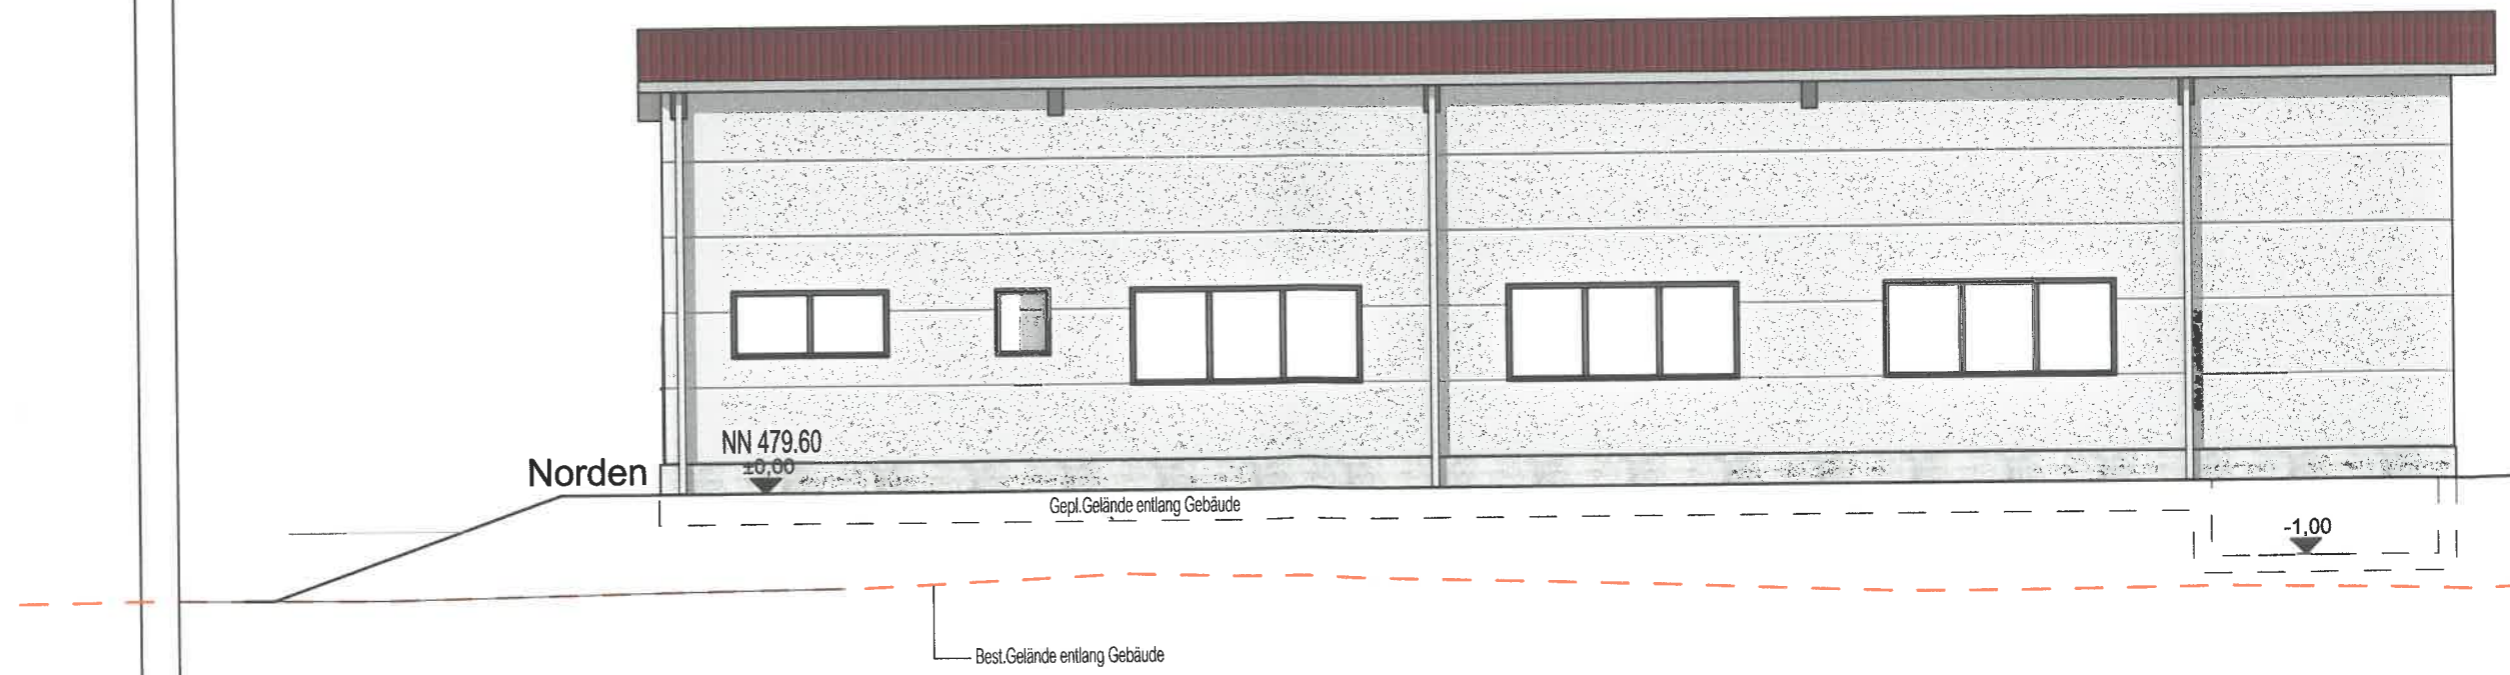 NN 479.60
±0,00
Norden
Gepl.Gelände entlang Gebäude
-1,00
Best.Gelände entlang Gebäude